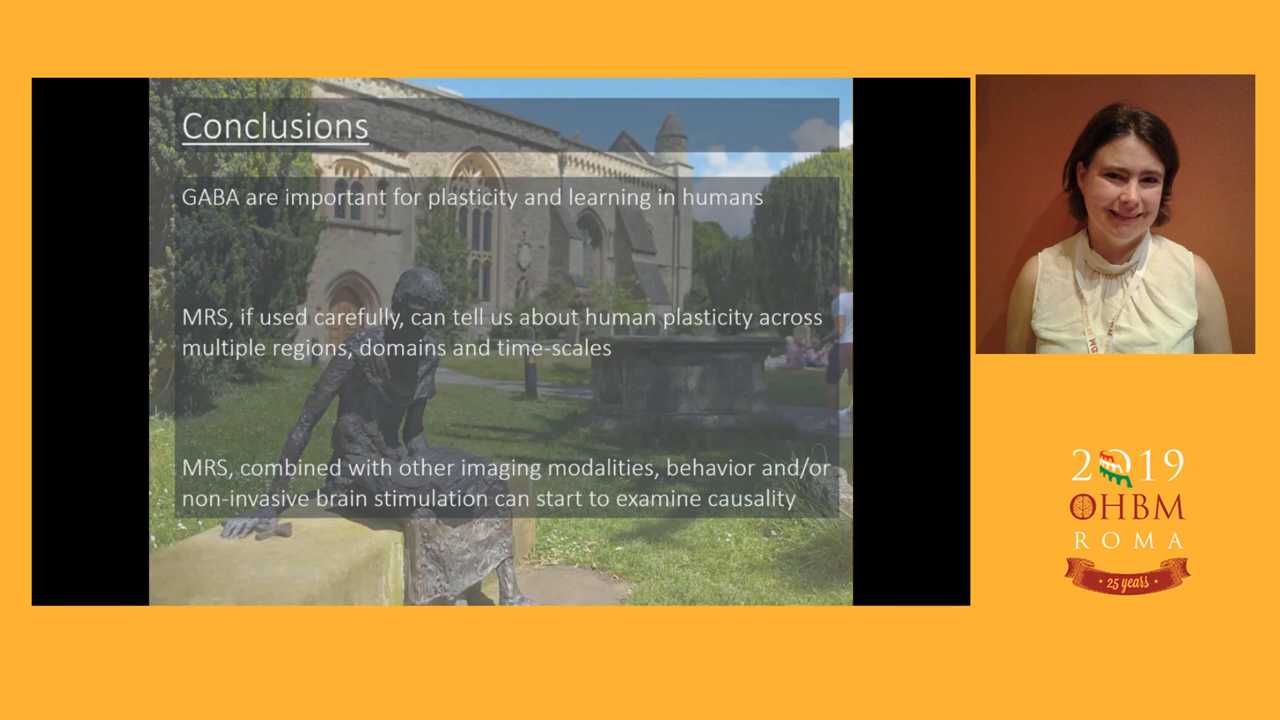 Conclusions
GABA are important for plasticity and learning in humans
MRS, if used carefully, can tell us about human plasticity across
multiple regions, domains and time-scales
MRS, combined with other imaging modalities, behavior and/or
non-invasive brain stimulation can start to examine causality
2019
OHBM
ROMA
• 25 years •